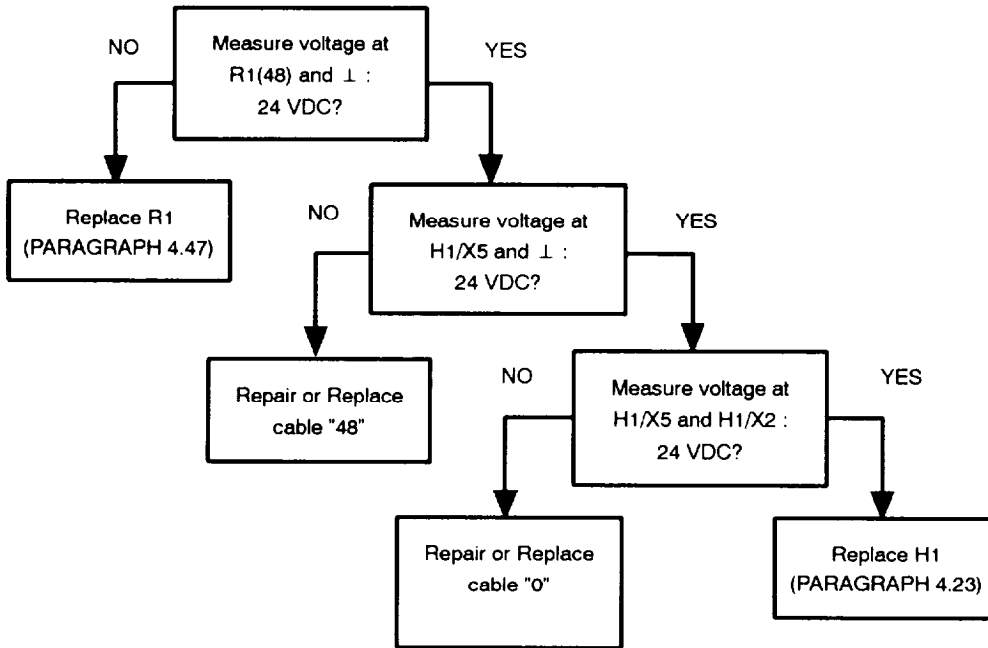 NO
Measure voltage at
R1(48) and ⊥ :
24 VDC?
YES
Replace R1
(PARAGRAPH 4.47)
NO
Measure voltage at
H1/X5 and ⊥ :
24 VDC?
YES
Repair or Replace
cable "48"
NO
Measure voltage at
H1/X5 and H1/X2 :
24 VDC?
YES
Repair or Replace
cable "0"
Replace H1
(PARAGRAPH 4.23)